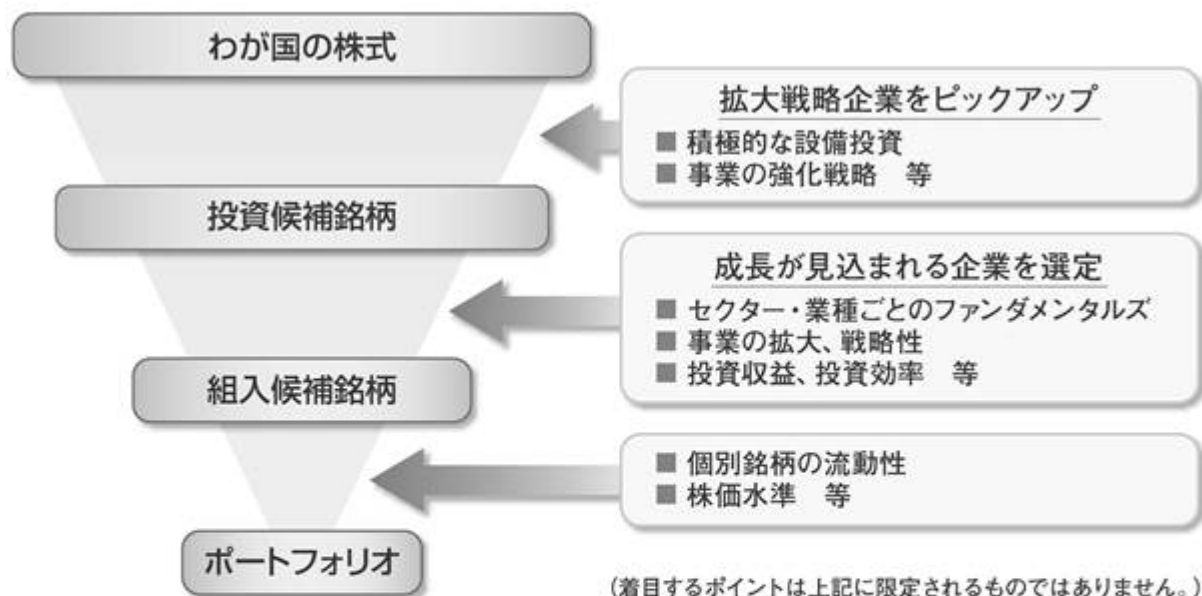 わが国の株式
拡大戦略企業をピックアップ
■ 積極的な設備投資
■ 事業の強化戦略　等
投資候補銘柄
成長が見込まれる企業を選定
■ セクター・業種ごとのファンダメンタルズ
■ 事業の拡大、戦略性
■ 投資収益、投資効率　等
組入候補銘柄
■ 個別銘柄の流動性
■ 株価水準　等
ポートフォリオ
(着目するポイントは上記に限定されるものではありません。)